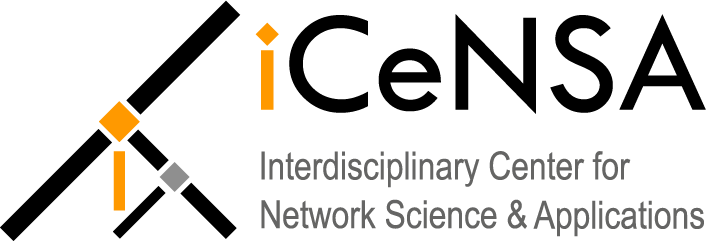 iCeNSA
Interdisciplinary Center for
Network Science & Applications